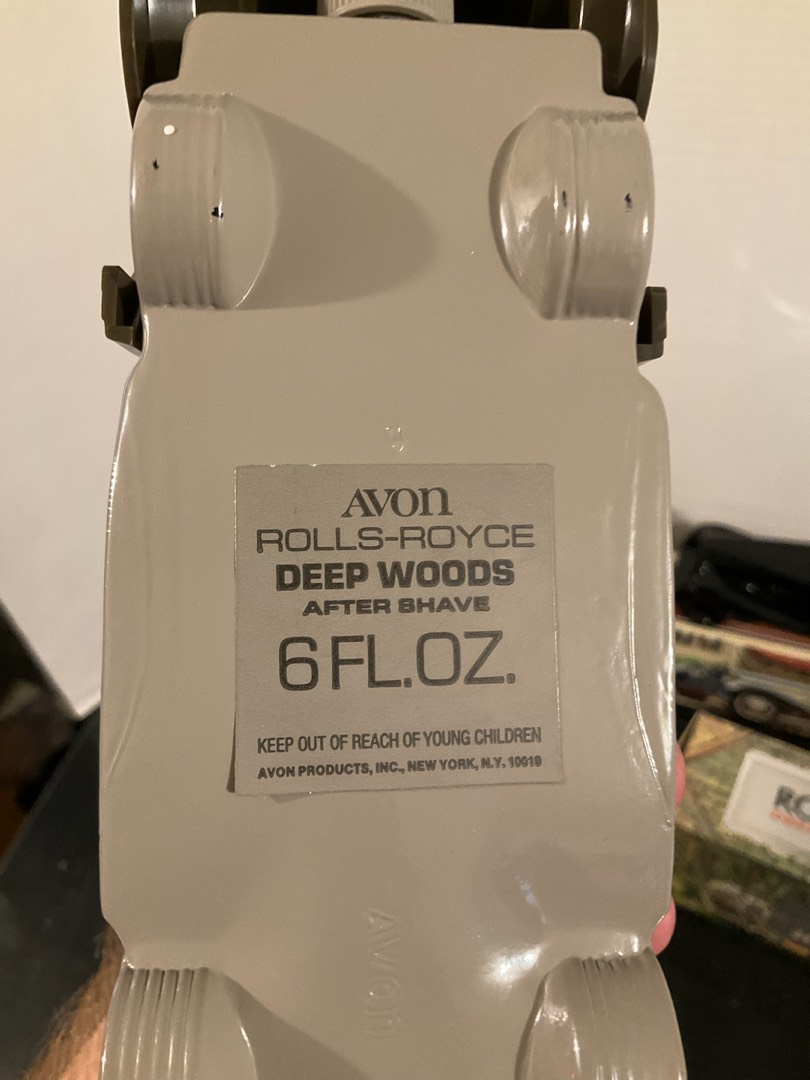 AVON
ROLLS-ROYCE
DEEP WOODS
AFTER SHAVE
6 FL.OZ.
KEEP OUT OF REACH OF YOUNG CHILDREN
AVON PRODUCTS, INC., NEW YORK, N.Y. 10019
Avon